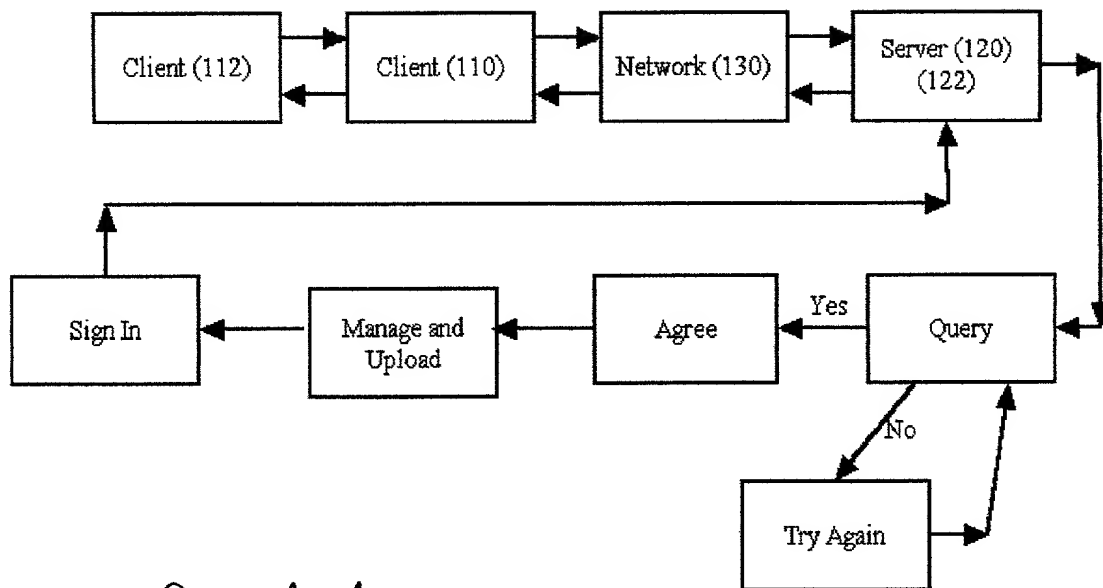 Client (112)
Client (110)
Network (130)
Server (120)
(122)
Sign In
Manage and
Upload
Agree
Yes
Query
No
Try Again